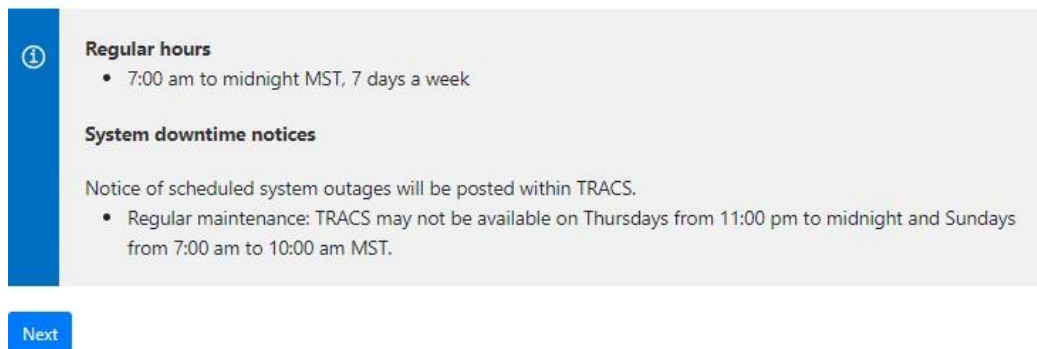 Regular hours
• 7:00 am to midnight MST, 7 days a week
System downtime notices
Notice of scheduled system outages will be posted within TRACS.
• Regular maintenance: TRACS may not be available on Thursdays from 11:00 pm to midnight and Sundays
from 7:00 am to 10:00 am MST.
Next